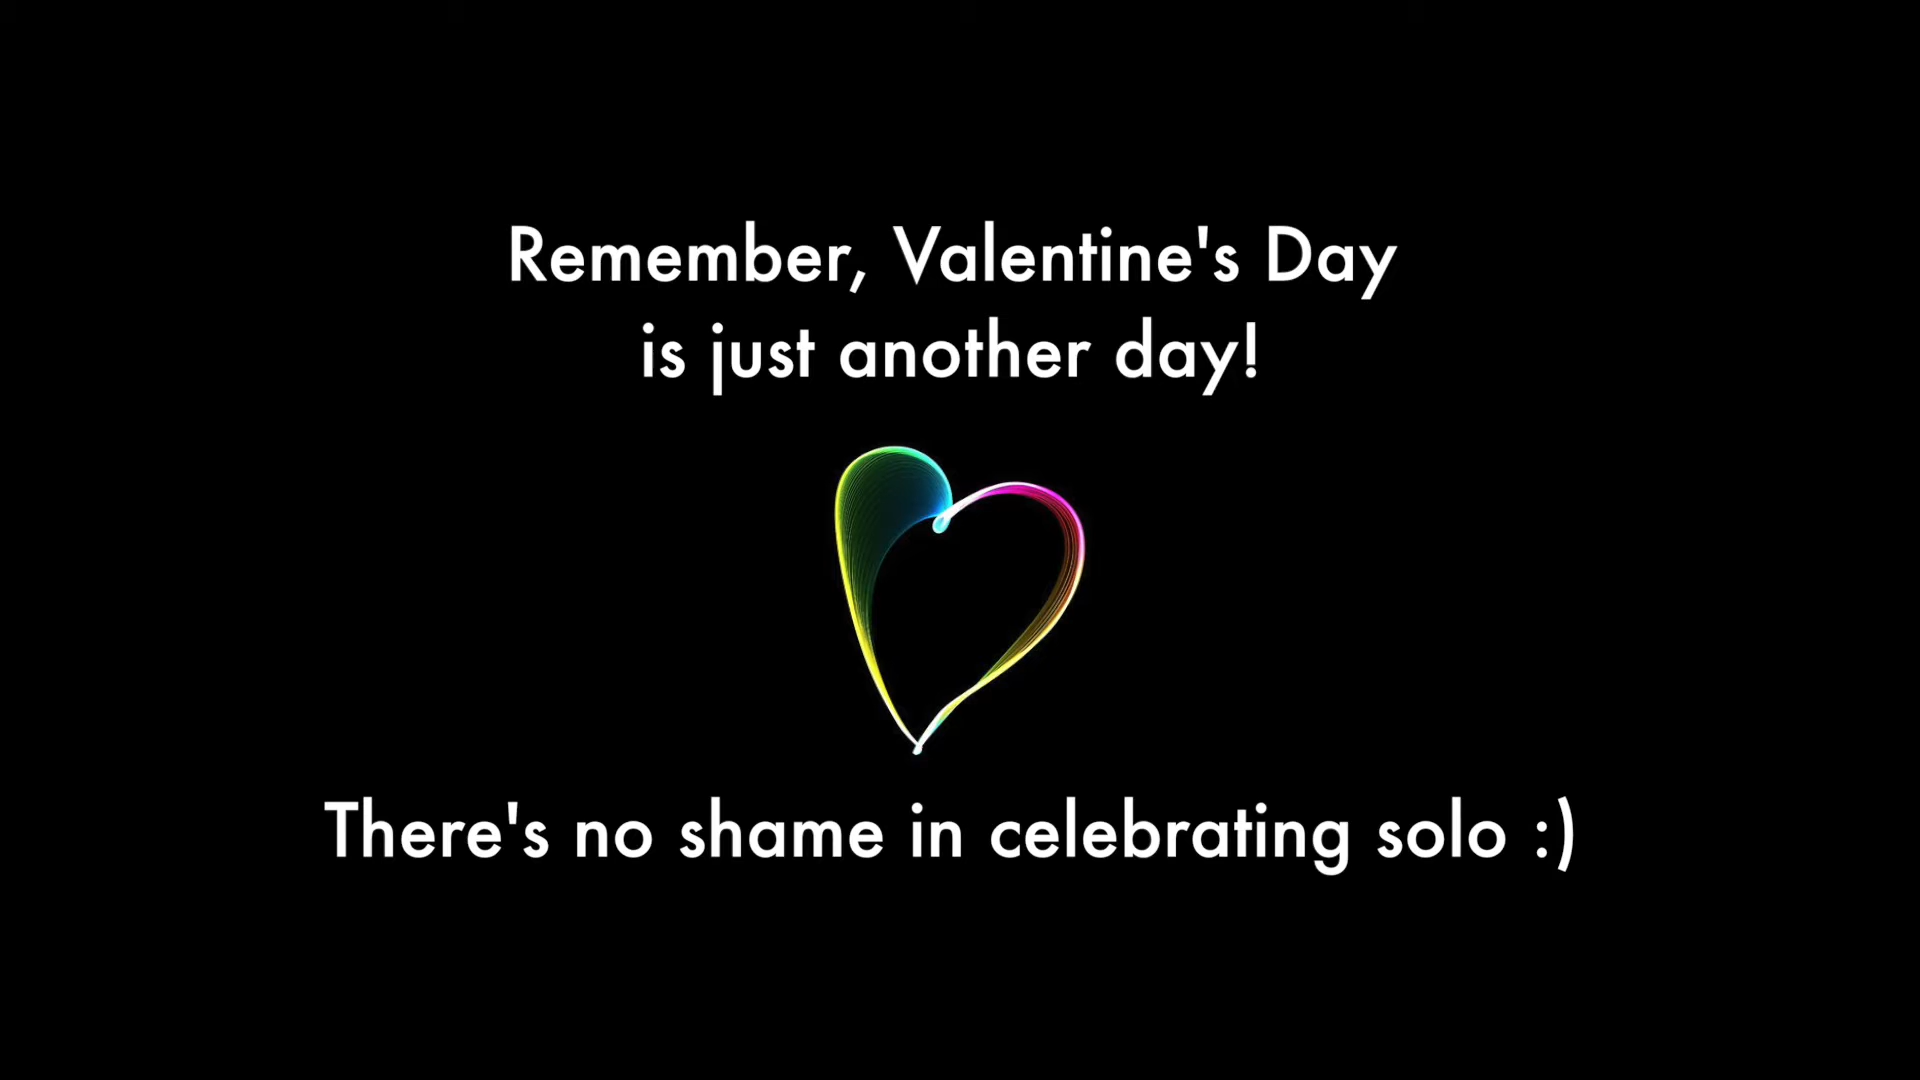 Remember, Valentine's Day
is just another day!
There's no shame in celebrating solo :)